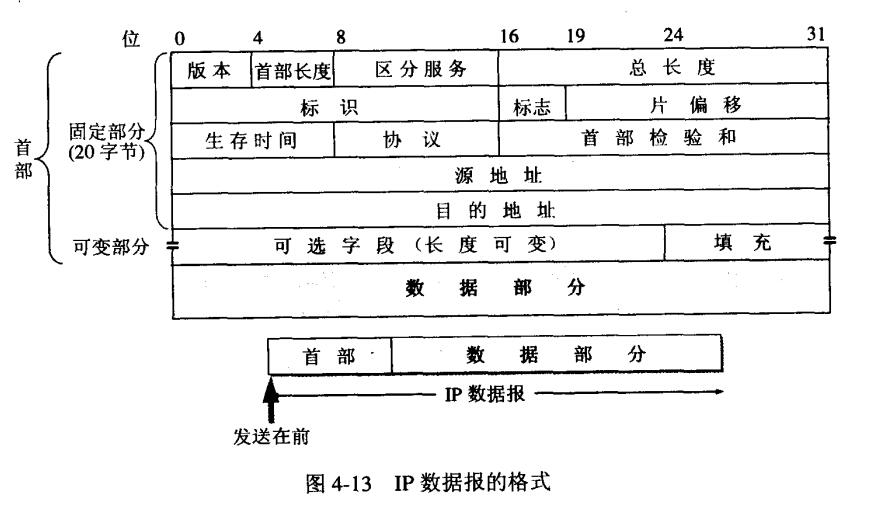 位 0 4 8 16 19 24 31
版本 首部长度 区分服务 总长度
标识 标志 片偏移
首部 固定部分 (20 字节) 生存时间 协议 首部检验和
源地址
目的地址
可变部分 可选字段（长度可变） 填充
数据部分
首部 数据部分
IP 数据报
发送在前
图 4-13 IP 数据报的格式